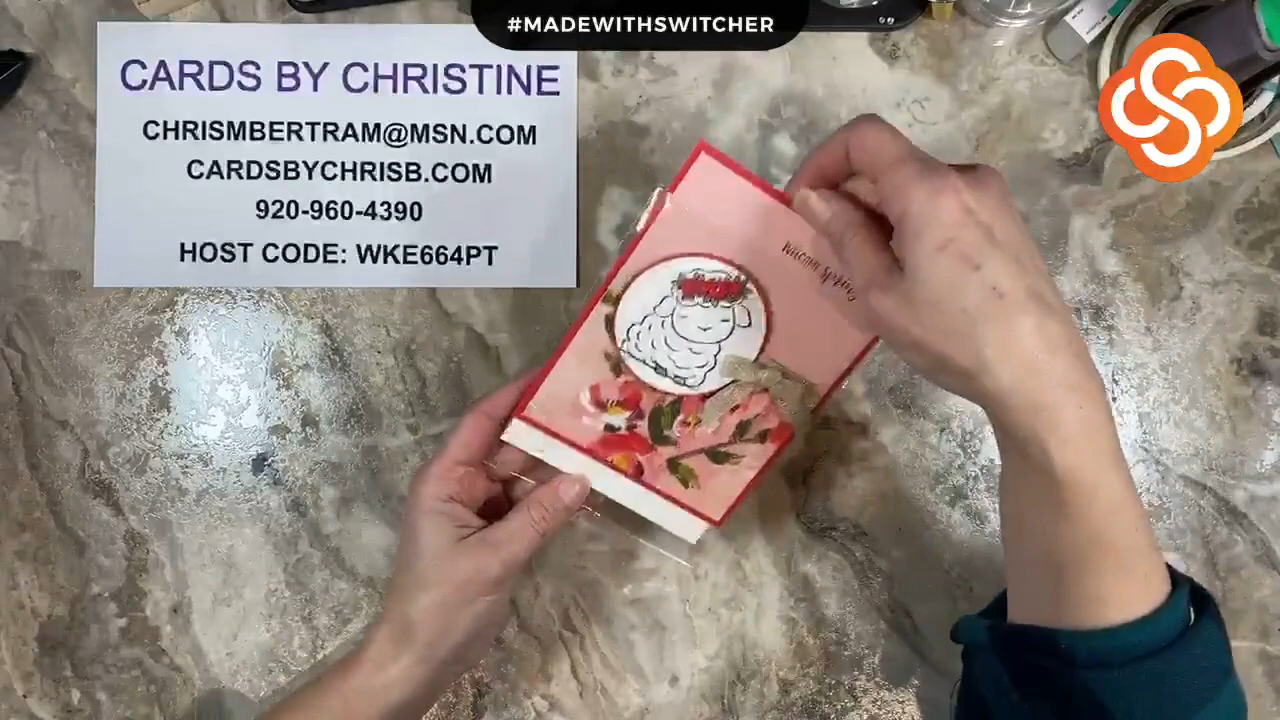 #MADEWITHSWITCHER
CARDS BY CHRISTINE
CHRISMBERTRAM@MSN.COM
CARDSBYCHRISB.COM
920-960-4390
HOST CODE: WKE664PT